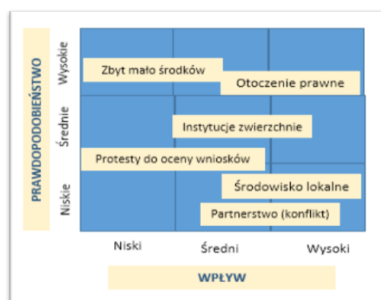 PRAWDOPODOBIEŃSTWO
Wysokie
Średnie
Niskie
Zbyt mało środków
Otoczenie prawne
Instytucje zwierzchnie
Protesty do oceny wniosków
Środowisko lokalne
Partnerstwo (konflikt)
Niski
Średni
Wysoki
WPŁYW